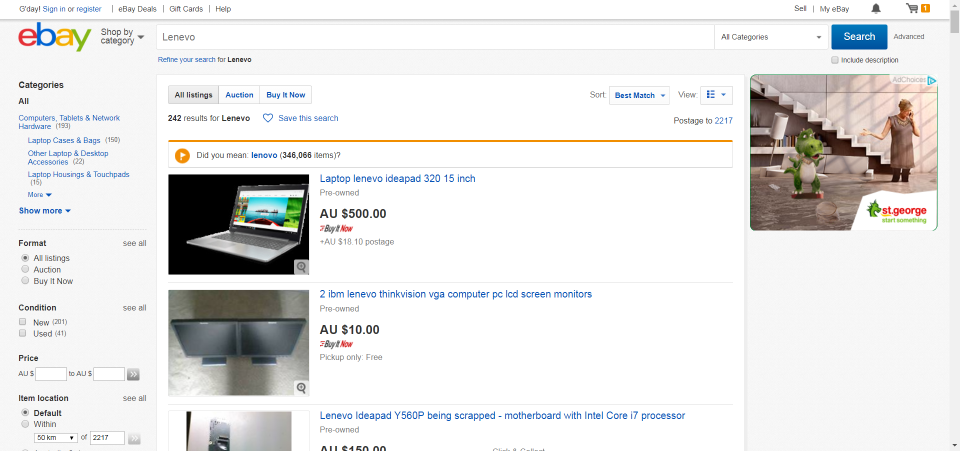 G'day! Sign in or register | eBay Deals | Gift Cards | Help
Sell | My eBay 1
ebay
Shop by category
Lenevo
All Categories
Search
Advanced
Refine your search for Lenevo
Include description
Categories
All
Computers, Tablets & Network
Hardware (193)
Laptop Cases & Bags (150)
Other Laptop & Desktop
Accessories (22)
Laptop Housings & Touchpads
(15)
More
Show more
Format see all
All listings
Auction
Buy It Now
Condition see all
New (201)
Used (41)
Price
AU $ to AU $
Item location see all
Default
Within
50 km of 2217
All listings Auction Buy It Now
Sort: Best Match View:
242 results for Lenevo Save this search
Postage to 2217
Did you mean: lenovo (346,066 items)?
Laptop lenevo ideapad 320 15 inch
Pre-owned
AU $500.00
Buy It Now
+AU $18.10 postage
2 ibm lenevo thinkvision vga computer pc lcd screen monitors
Pre-owned
AU $10.00
Buy It Now
Pickup only: Free
Lenevo Ideapad Y560P being scrapped - motherboard with Intel Core i7 processor
Pre-owned
AU $150.00
Click & Collect
AdChoices
st.george
start something